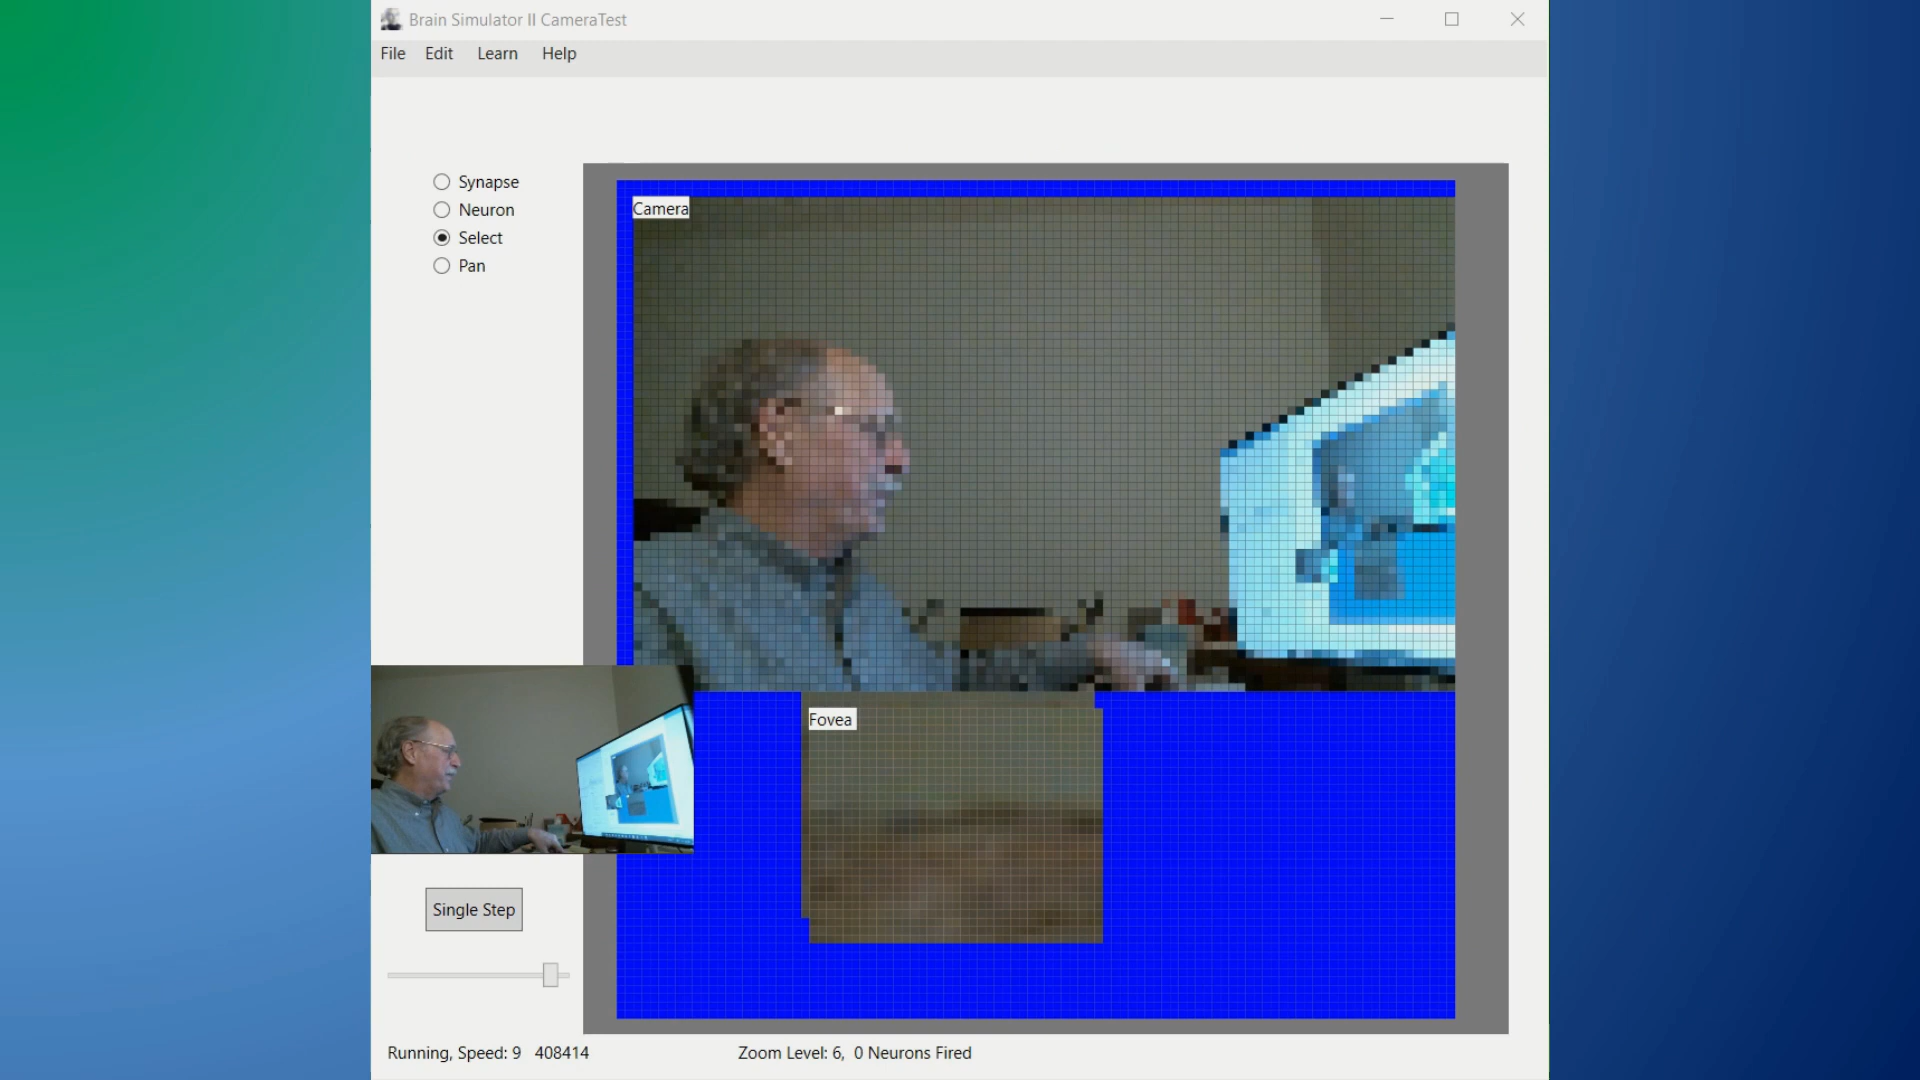 Brain Simulator II CameraTest
File Edit Learn Help
Synapse
Neuron
Select
Pan
Camera
Fovea
Single Step
Running, Speed: 9 408414
Zoom Level: 6, 0 Neurons Fired